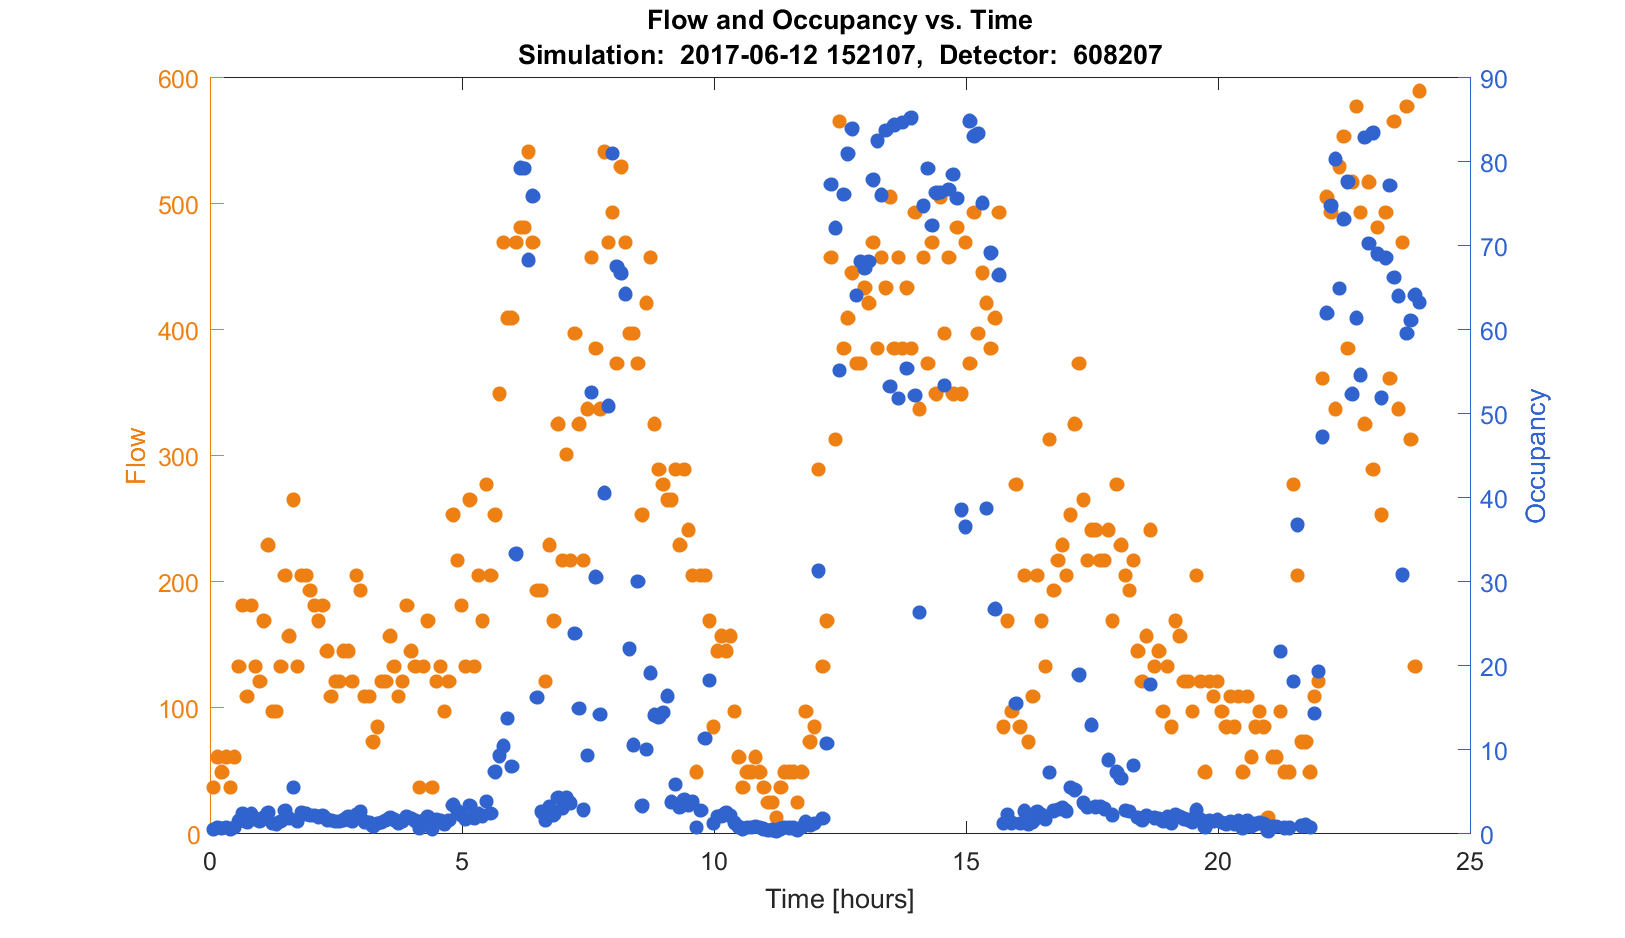 Flow and Occupancy vs. Time
Simulation:  2017-06-12 152107,  Detector:  608207
600
500
400
300
200
100
0
Flow
90
80
70
60
50
40
30
20
10
0
Occupancy
0 5 10 15 20 25
Time [hours]